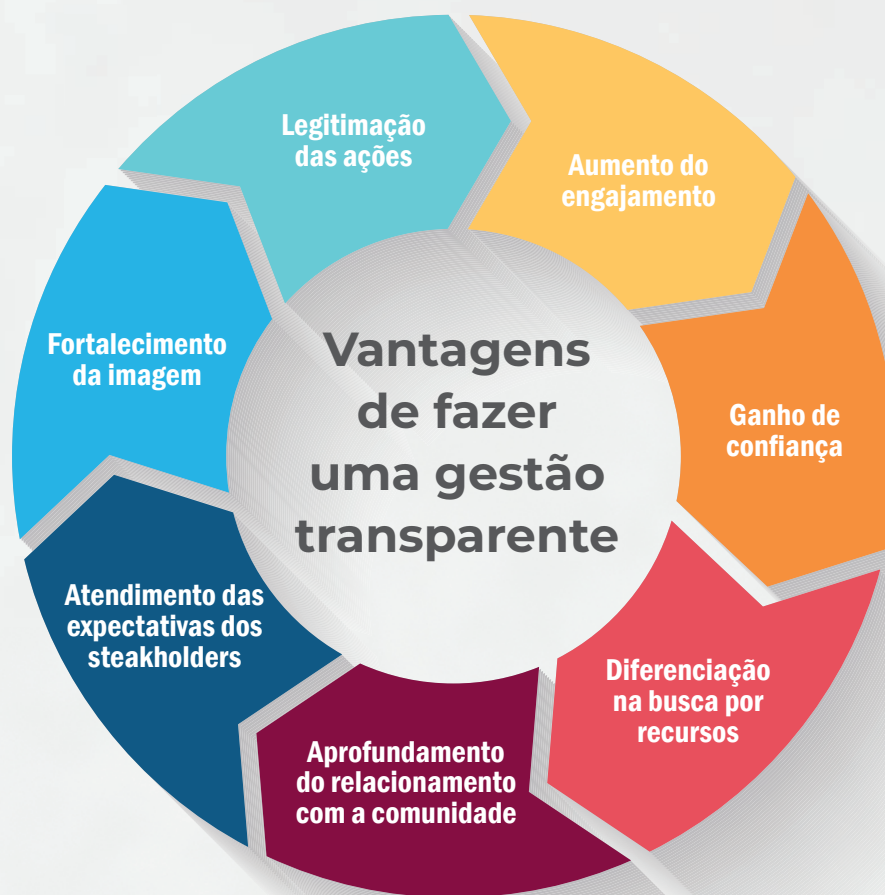 Legitimação
das ações
Aumento do
engajamento
Ganho de
confiança
Diferenciação
na busca por
recursos
Aprofundamento
do relacionamento
com a comunidade
Atendimento das
expectativas dos
steakholders
Fortalecimento
da imagem
Vantagens
de fazer
uma gestão
transparente